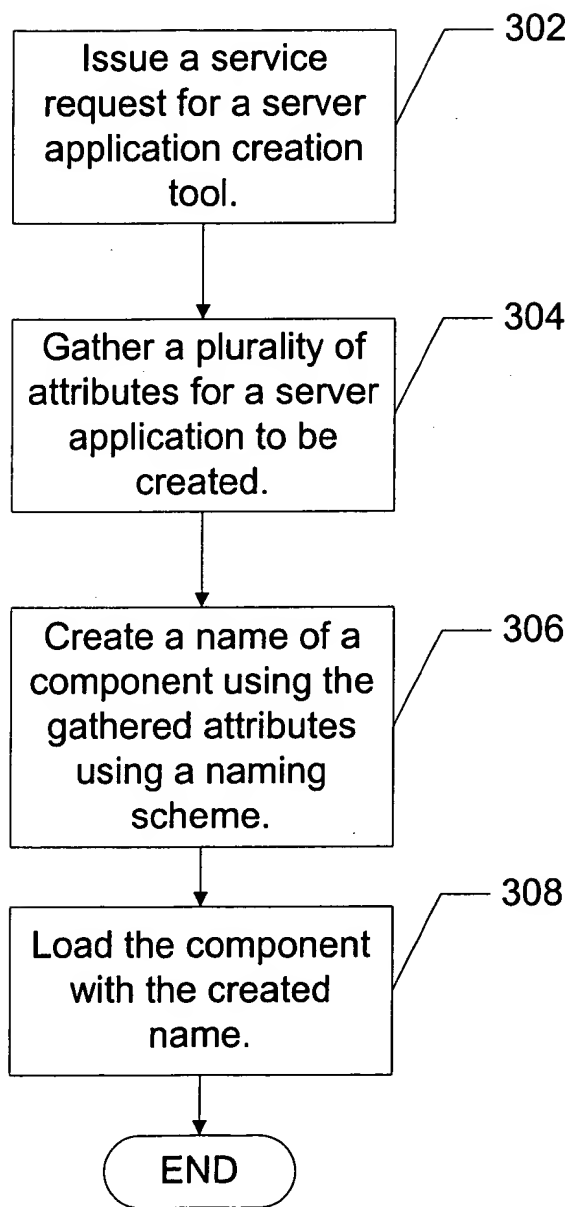 302
Issue a service
request for a server
application creation
tool.
304
Gather a plurality of
attributes for a server
application to be
created.
306
Create a name of a
component using the
gathered attributes
using a naming
scheme.
308
Load the component
with the created
name.
END